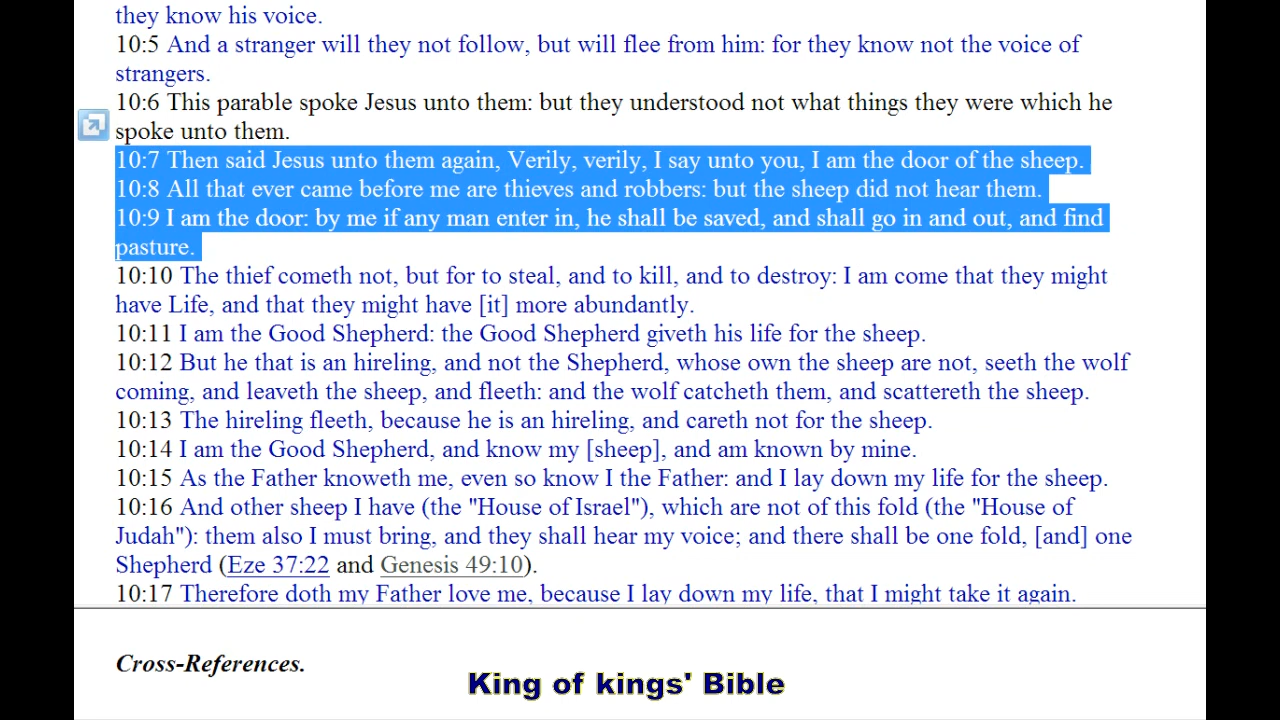 they know his voice.
10:5 And a stranger will they not follow, but will flee from him: for they know not the voice of
strangers.
10:6 This parable spoke Jesus unto them: but they understood not what things they were which he
spoke unto them.
10:7 Then said Jesus unto them again, Verily, verily, I say unto you, I am the door of the sheep.
10:8 All that ever came before me are thieves and robbers: but the sheep did not hear them.
10:9 I am the door: by me if any man enter in, he shall be saved, and shall go in and out, and find
pasture.
10:10 The thief cometh not, but for to steal, and to kill, and to destroy: I am come that they might
have Life, and that they might have [it] more abundantly.
10:11 I am the Good Shepherd: the Good Shepherd giveth his life for the sheep.
10:12 But he that is an hireling, and not the Shepherd, whose own the sheep are not, seeth the wolf
coming, and leaveth the sheep, and fleeth: and the wolf catcheth them, and scattereth the sheep.
10:13 The hireling fleeth, because he is an hireling, and careth not for the sheep.
10:14 I am the Good Shepherd, and know my [sheep], and am known by mine.
10:15 As the Father knoweth me, even so know I the Father: and I lay down my life for the sheep.
10:16 And other sheep I have (the "House of Israel"), which are not of this fold (the "House of
Judah"): them also I must bring, and they shall hear my voice; and there shall be one fold, [and] one
Shepherd (Eze 37:22 and Genesis 49:10).
10:17 Therefore doth my Father love me, because I lay down my life, that I might take it again.
Cross-References.
King of kings' Bible